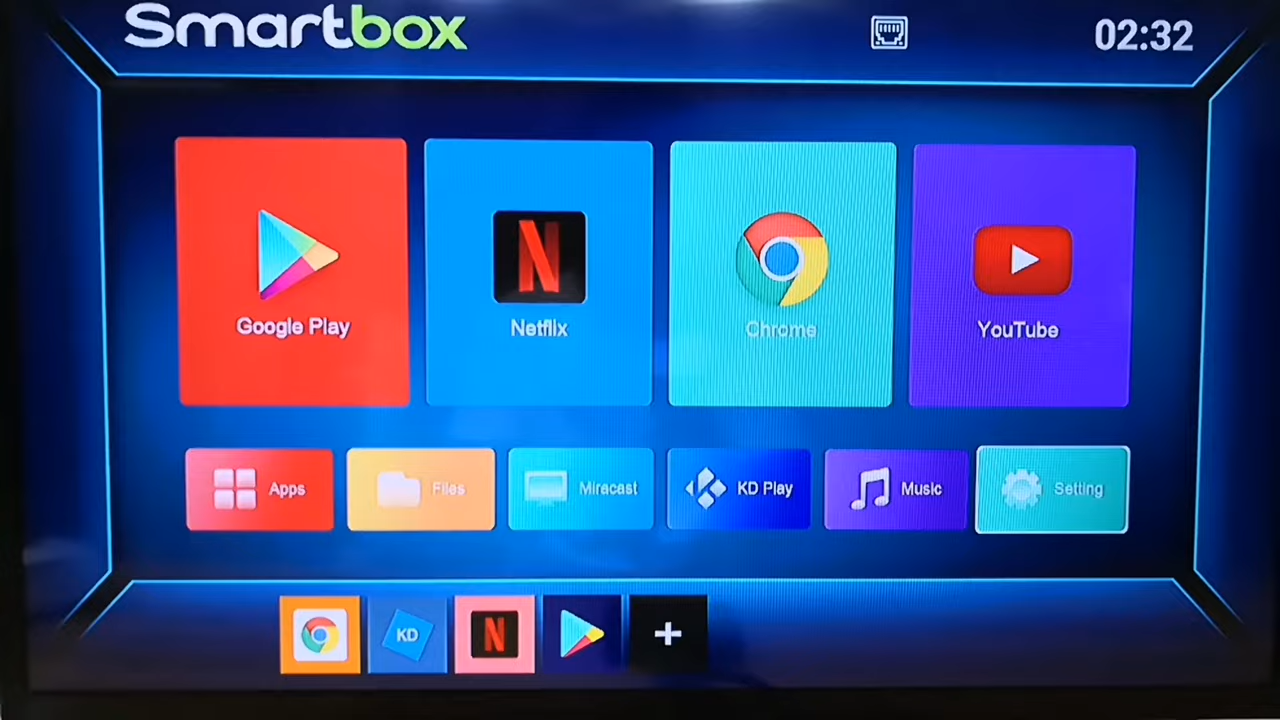 Smartbox
02:32
Google Play
Netflix
Chrome
YouTube
Apps
Files
Miracast
KD Play
Music
Setting
KD